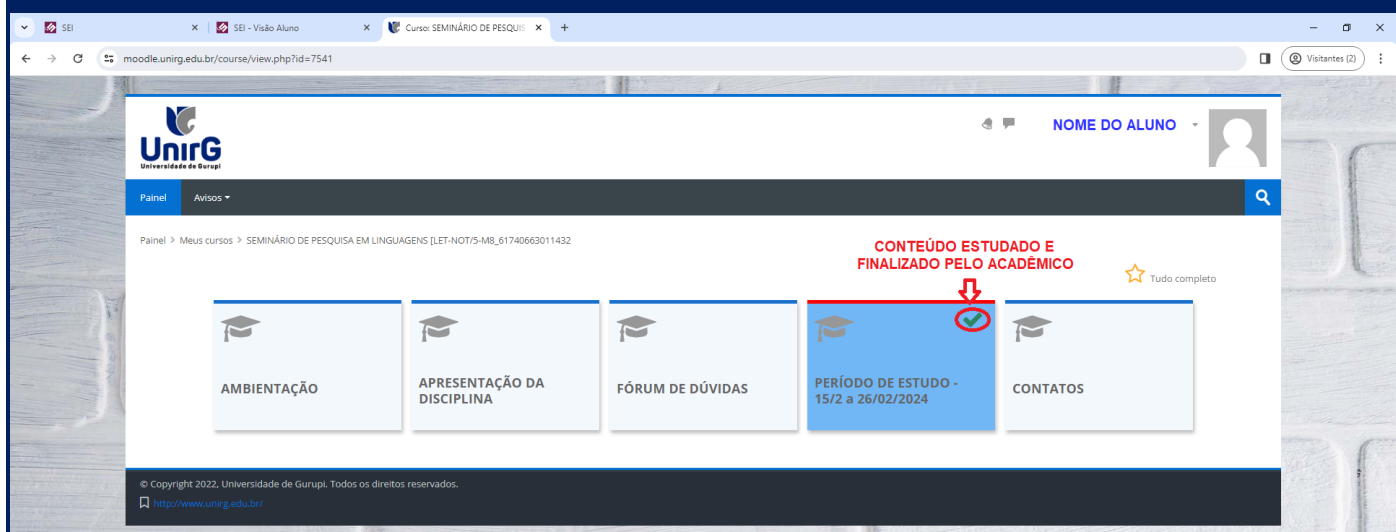 SEI
SEI - Visão Aluno
Curso: SEMINÁRIO DE PESQUIS
moodle.unirg.edu.br/course/view.php?id=7541
Visitantes (2)
UnirG
Universidade de Gurupi
NOME DO ALUNO
Painel Avisos
Painel > Meus cursos > SEMINÁRIO DE PESQUISA EM LINGUAGENS [LET-NOT/5-M8_61740663011432
CONTEÚDO ESTUDADO E
FINALIZADO PELO ACADÊMICO
Tudo completo
AMBIENTAÇÃO
APRESENTAÇÃO DA
DISCIPLINA
FÓRUM DE DÚVIDAS
PERÍODO DE ESTUDO -
15/2 a 26/02/2024
CONTATOS
© Copyright 2022, Universidade de Gurupi. Todos os direitos reservados.
http://www.unirg.edu.br/